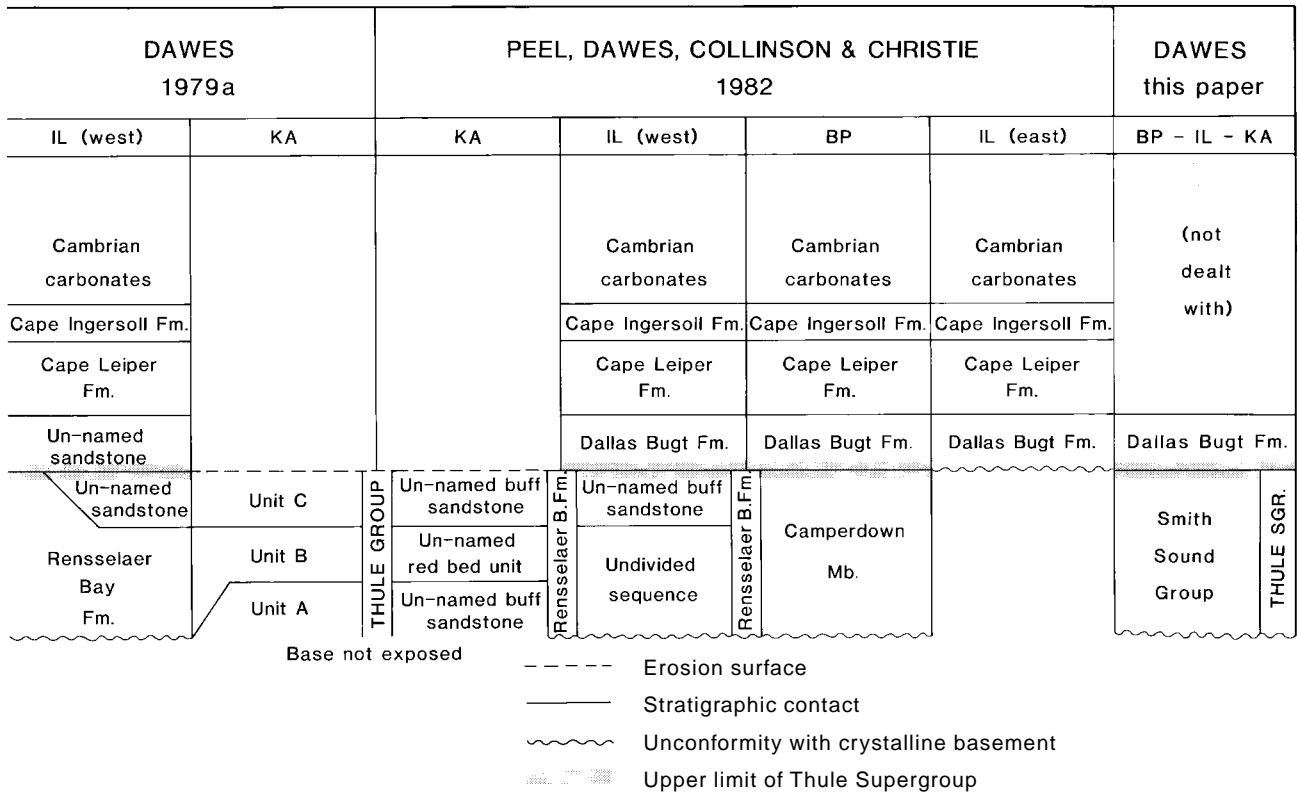 DAWES
1979a
PEEL, DAWES, COLLINSON & CHRISTIE
1982
DAWES
this paper
IL (west)
KA
KA
IL (west)
BP
IL (east)
BP – IL – KA
Cambrian
carbonates
Cape Ingersoll Fm.
Cape Leiper
Fm.
Un-named
sandstone
Un-named
sandstone
Rensselaer
Bay
Fm.
Unit C
Unit B
Unit A
Base not exposed
THULE GROUP
Un-named buff
sandstone
Un-named
red bed unit
Un-named buff
sandstone
Rensselaer B.Fm.
Cambrian
carbonates
Cape Ingersoll Fm.
Cape Leiper
Fm.
Dallas Bugt Fm.
Un-named buff
sandstone
Undivided
sequence
Rensselaer B.Fm.
Cambrian
carbonates
Cape Ingersoll Fm.
Cape Leiper
Fm.
Dallas Bugt Fm.
Camperdown
Mb.
Cambrian
carbonates
Cape Ingersoll Fm.
Cape Leiper
Fm.
Dallas Bugt Fm.
(not
dealt
with)
Dallas Bugt Fm.
Smith
Sound
Group
THULE SGR.
Erosion surface
Stratigraphic contact
Unconformity with crystalline basement
Upper limit of Thule Supergroup